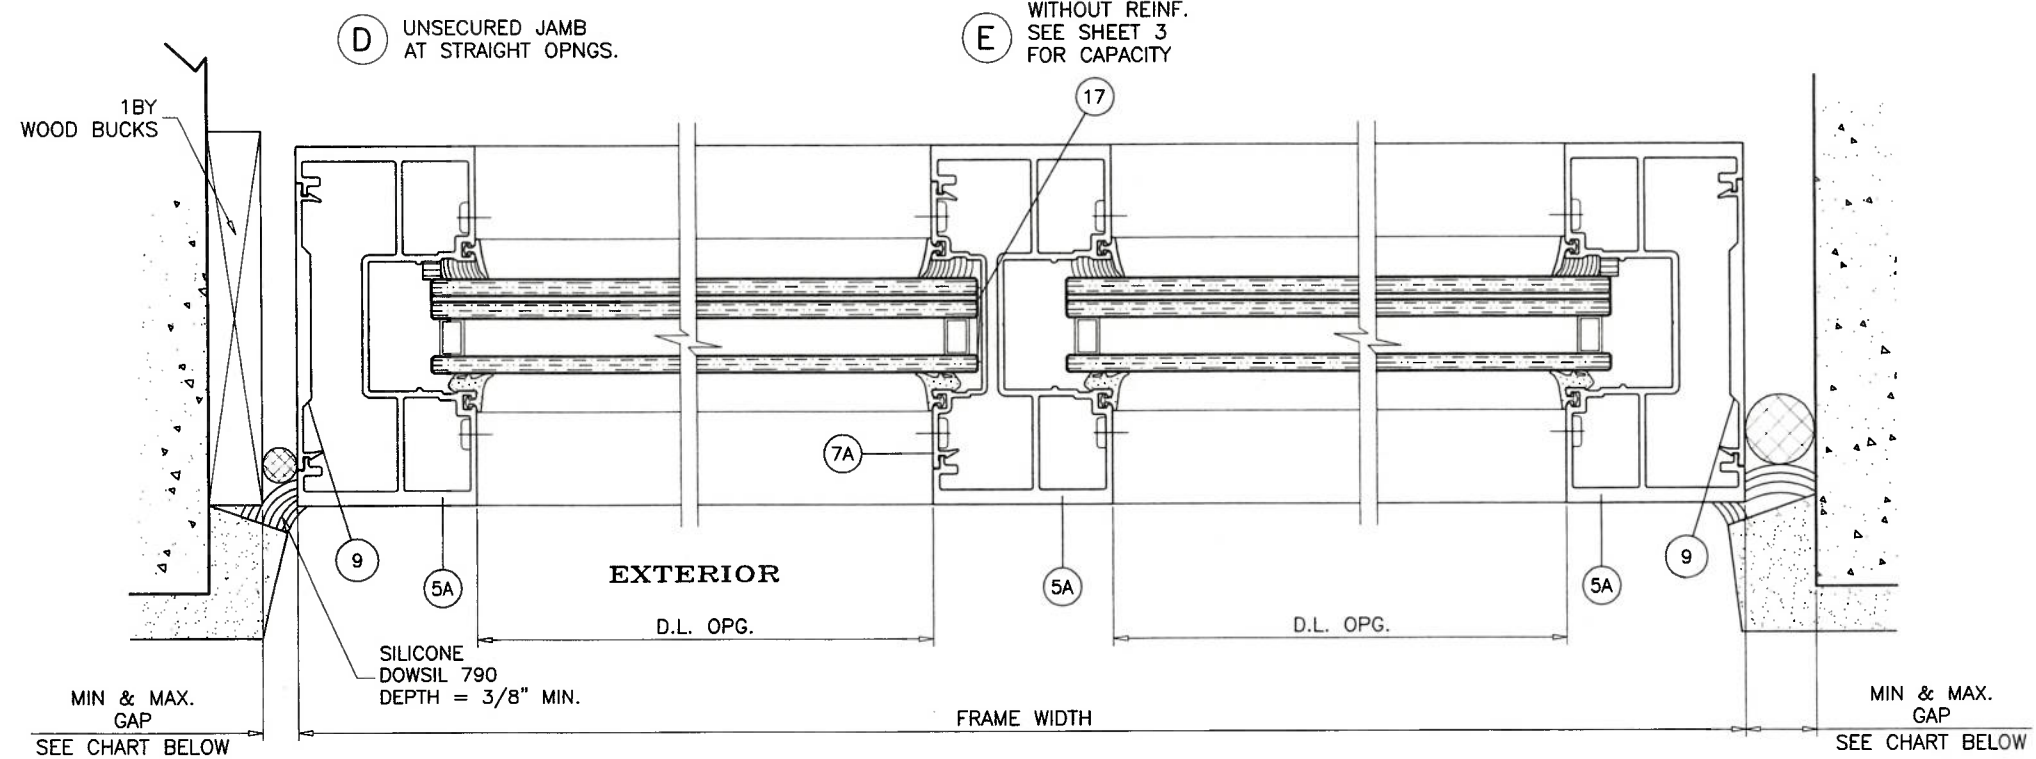 D
UNSECURED JAMB
AT STRAIGHT OPNGS.
E
WITHOUT REINF.
SEE SHEET 3
FOR CAPACITY
17
1BY
WOOD BUCKS
7A
9
5A
EXTERIOR
5A
5A
9
D.L. OPG.
D.L. OPG.
SILICONE
DOWSIL 790
DEPTH = 3/8" MIN.
MIN & MAX.
GAP
SEE CHART BELOW
FRAME WIDTH
MIN & MAX.
GAP
SEE CHART BELOW